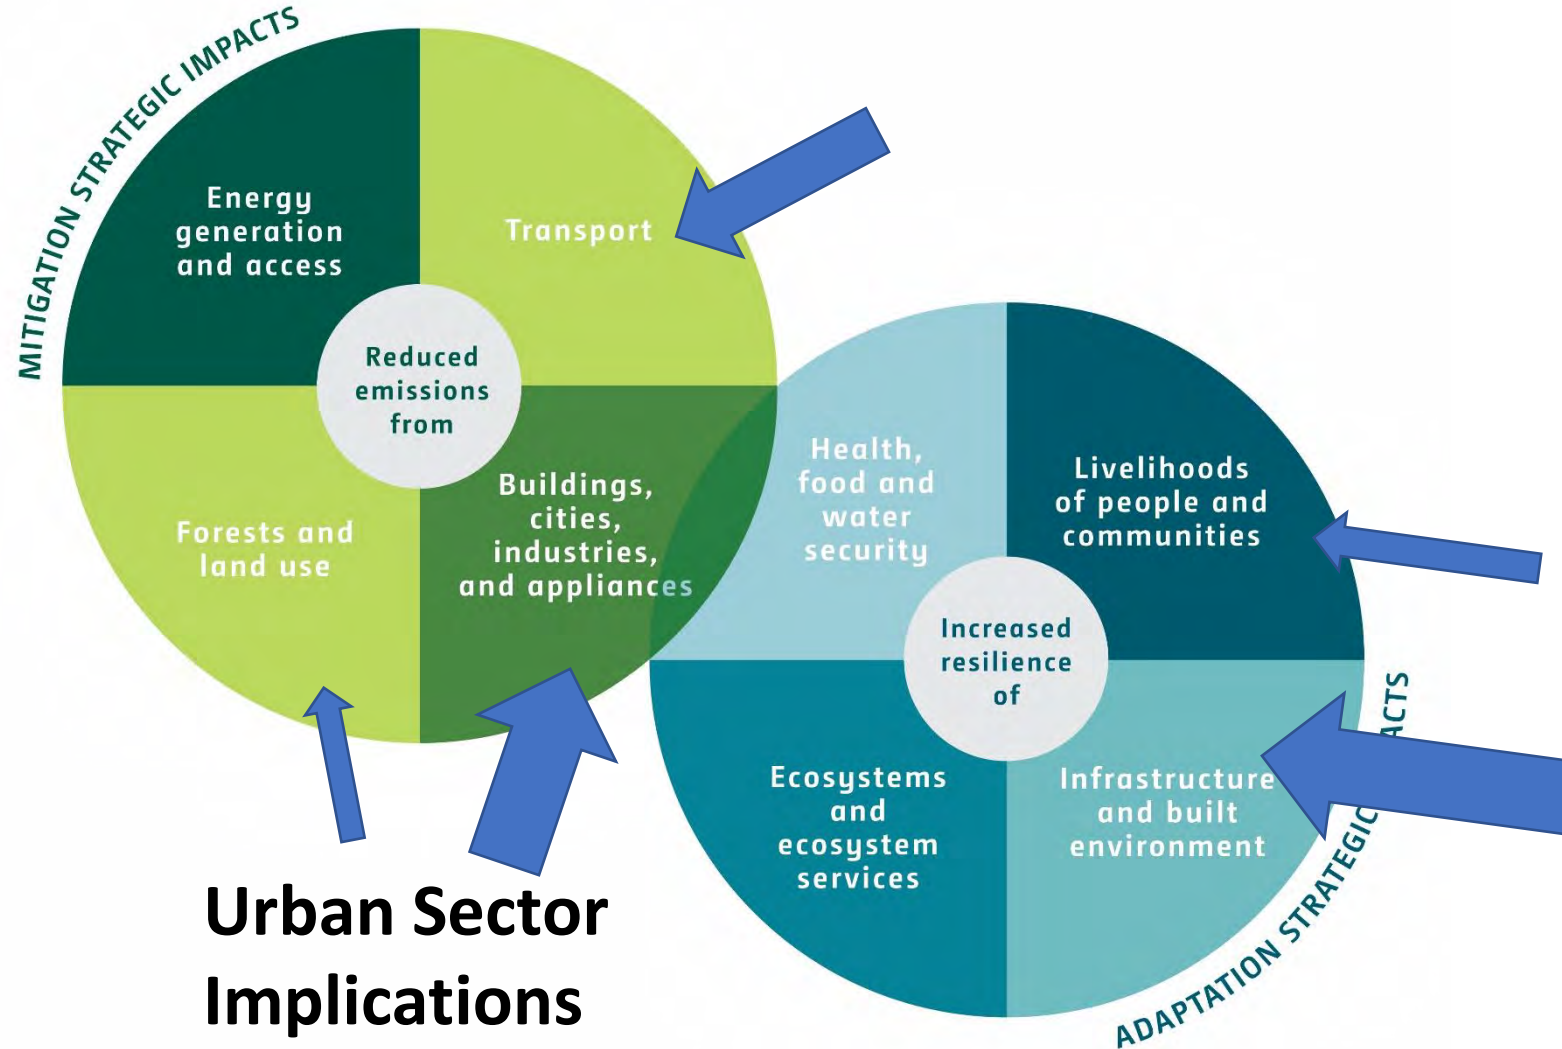 MITIGATION STRATEGIC IMPACTS
Energy
generation
and access
Transport
Reduced
emissions
from
Forests and
land use
Buildings,
cities,
industries,
and appliances
Health,
food and
water
security
Livelihoods
of people and
communities
Increased
resilience
of
Ecosystems
and
ecosystem
services
Infrastructure
and built
environment
ADAPTATION STRATEGIC ACTS
Urban Sector
Implications